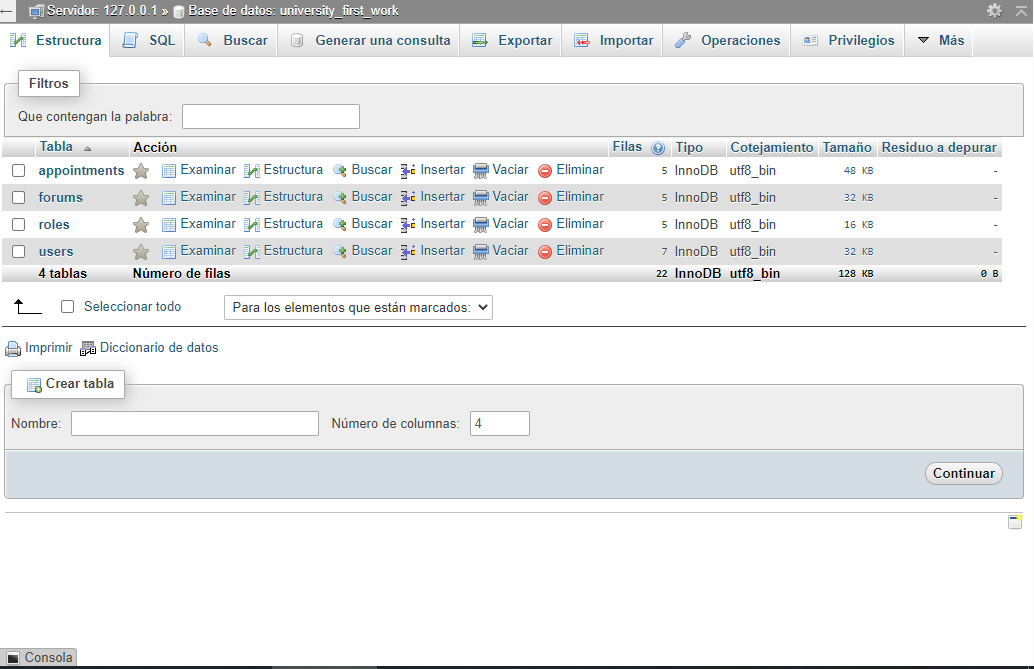 Servidor: 127.0.0.1 » Base de datos: university_first_work
Estructura SQL Buscar Generar una consulta Exportar Importar Operaciones Privilegios Más
Filtros
Que contengan la palabra:
Tabla Acción Filas Tipo Cotejamiento Tamaño Residuo a depurar
appointments Examinar Estructura Buscar Insertar Vaciar Eliminar 5 InnoDB utf8_bin 48 KB -
forums Examinar Estructura Buscar Insertar Vaciar Eliminar 5 InnoDB utf8_bin 32 KB -
roles Examinar Estructura Buscar Insertar Vaciar Eliminar 5 InnoDB utf8_bin 16 KB -
users Examinar Estructura Buscar Insertar Vaciar Eliminar 7 InnoDB utf8_bin 32 KB -
4 tablas Número de filas 22 InnoDB utf8_bin 128 KB 0 B
Seleccionar todo Para los elementos que están marcados:
Imprimir Diccionario de datos
Crear tabla
Nombre: Número de columnas: 4
Continuar
Consola